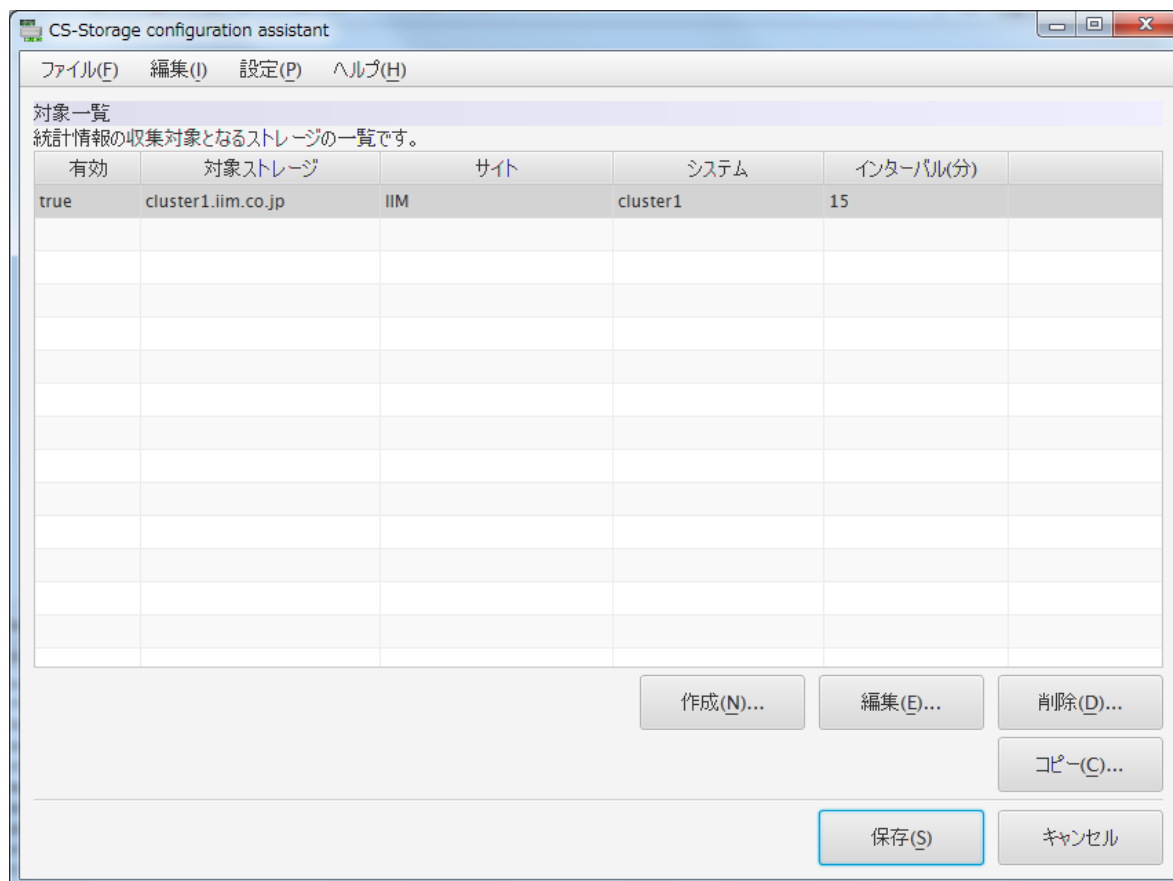 CS-Storage configuration assistant
ファイル(F) 編集(I) 設定(P) ヘルプ(H)
対象一覧
統計情報の収集対象となるストレージの一覧です。
有効 対象ストレージ サイト システム インターバル(分)
true cluster1.iim.co.jp IIM cluster1 15
作成(N)... 編集(E)... 削除(D)...
コピー(C)...
保存(S) キャンセル